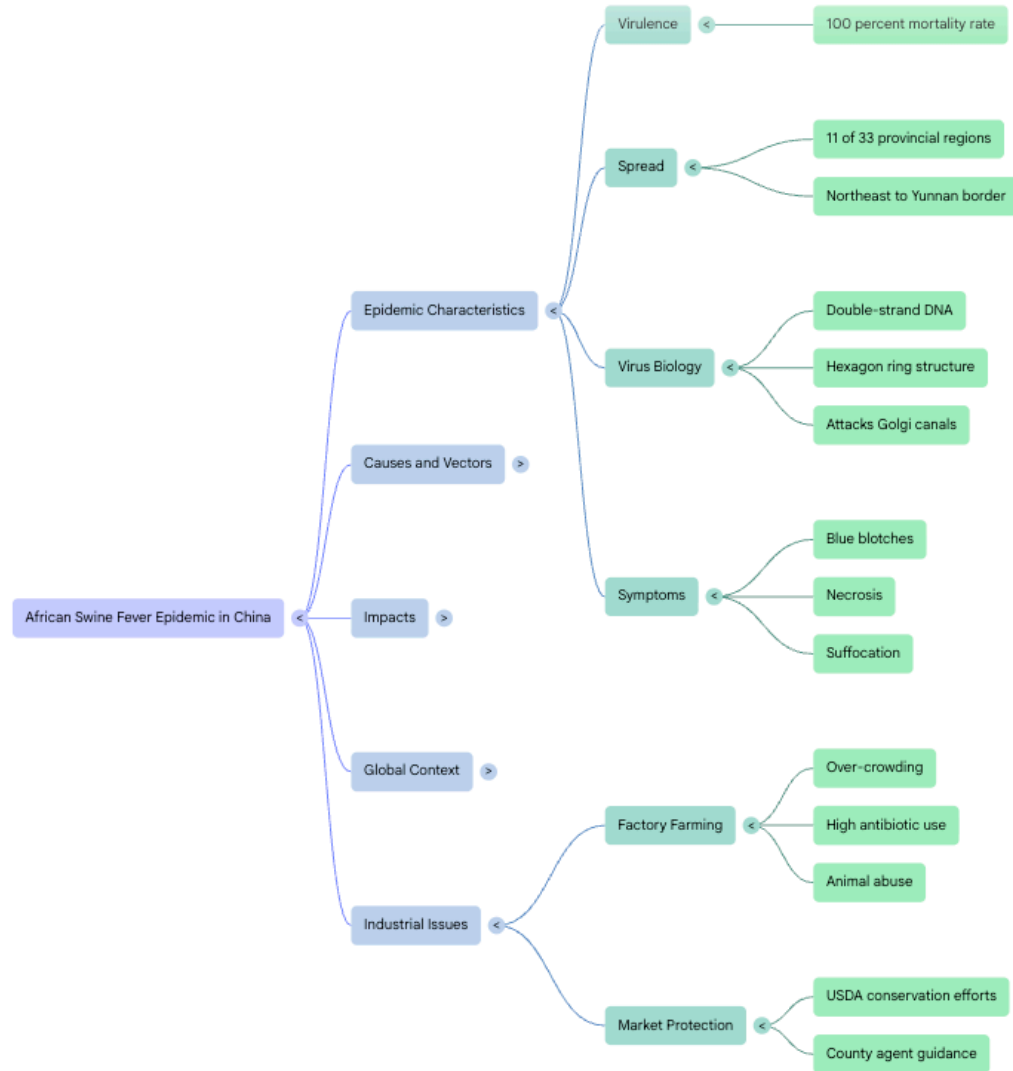 African Swine Fever Epidemic in China
<
Epidemic Characteristics
<
Virulence
<
100 percent mortality rate
Spread
<
11 of 33 provincial regions
Northeast to Yunnan border
Virus Biology
<
Double-strand DNA
Hexagon ring structure
Attacks Golgi canals
Symptoms
<
Blue blotches
Necrosis
Suffocation
Causes and Vectors
>
Impacts
>
Global Context
>
Industrial Issues
<
Factory Farming
<
Over-crowding
High antibiotic use
Animal abuse
Market Protection
<
USDA conservation efforts
County agent guidance